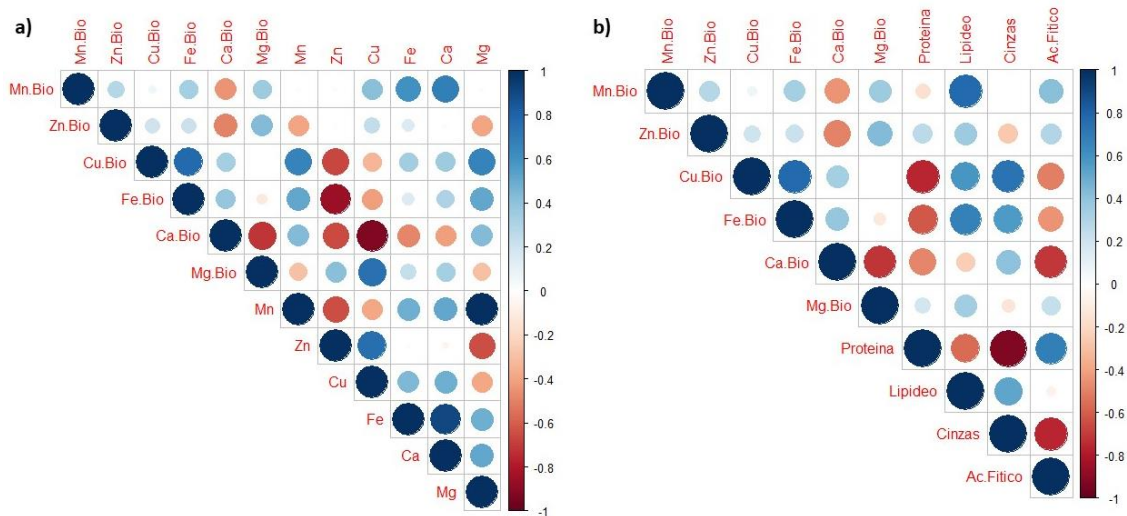 a)
Mn.Bio Zn.Bio Cu.Bio Fe.Bio Ca.Bio Mg.Bio Mn Zn Cu Fe Ca Mg
Mn.Bio
Zn.Bio
Cu.Bio
Fe.Bio
Ca.Bio
Mg.Bio
Mn
Zn
Cu
Fe
Ca
Mg
1
0.8
0.6
0.4
0.2
0
-0.2
-0.4
-0.6
-0.8
-1
b)
Mn.Bio Zn.Bio Cu.Bio Fe.Bio Ca.Bio Mg.Bio Proteina Lipideo Cinzas Ac.Fitico
Mn.Bio
Zn.Bio
Cu.Bio
Fe.Bio
Ca.Bio
Mg.Bio
Proteina
Lipideo
Cinzas
Ac.Fitico
1
0.8
0.6
0.4
0.2
0
-0.2
-0.4
-0.6
-0.8
-1